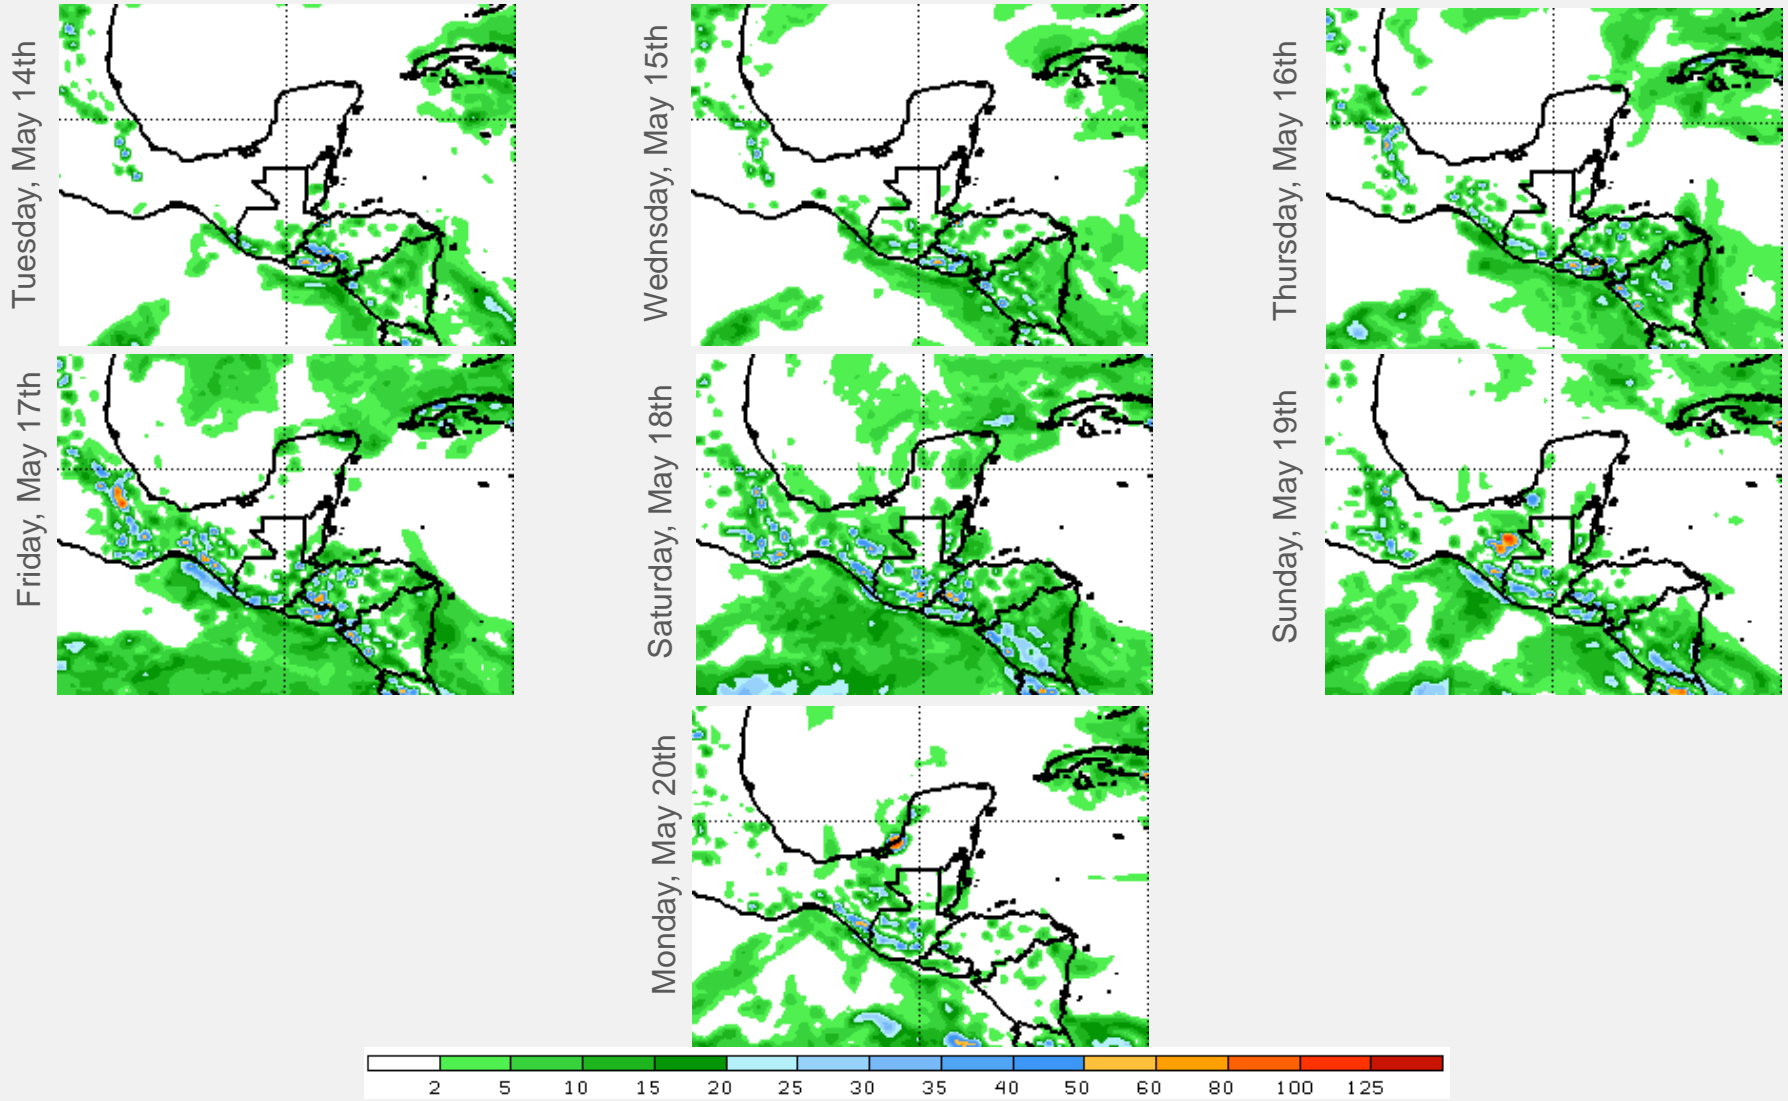 Tuesday, May 14th
Wednesday, May 15th
Thursday, May 16th
Friday, May 17th
Saturday, May 18th
Sunday, May 19th
Monday, May 20th
2 5 10 15 20 25 30 35 40 50 60 80 100 125